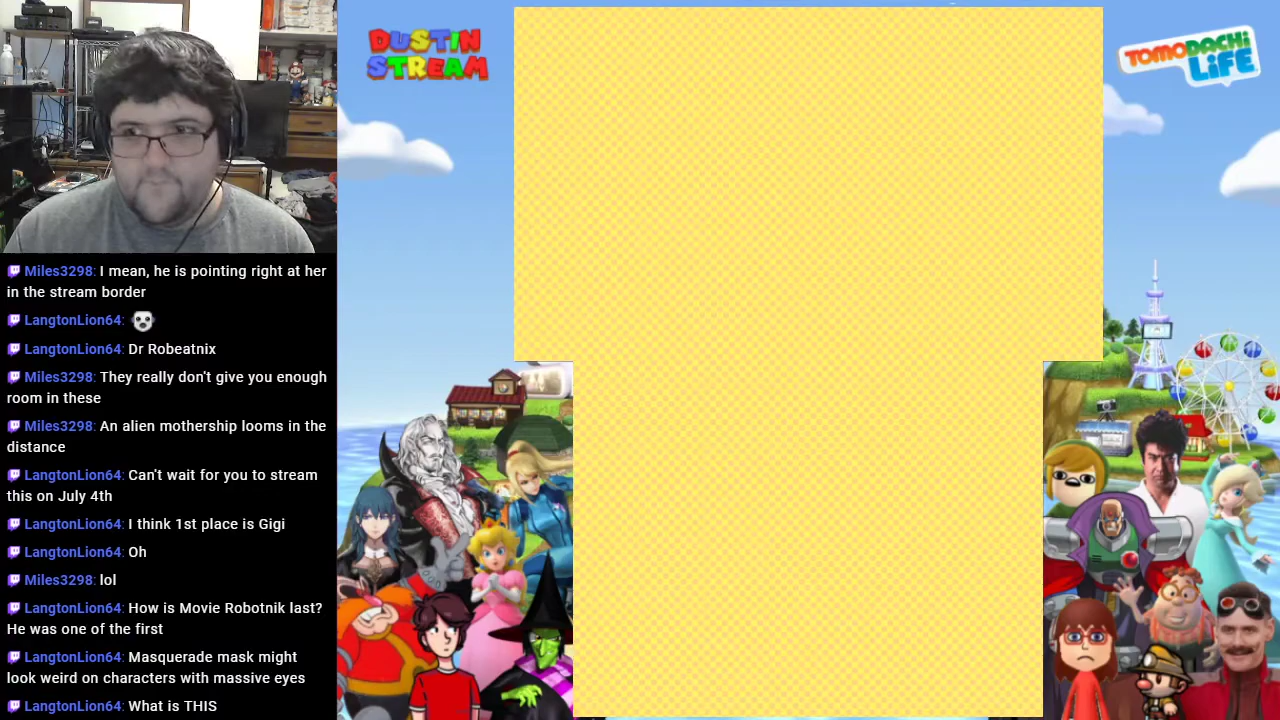 DUSTIN
STREAM
TOMODACHI
LiFE
Miles3298: I mean, he is pointing right at her
in the stream border
LangtonLion64:
LangtonLion64: Dr Robeatnix
Miles3298: They really don't give you enough
room in these
Miles3298: An alien mothership looms in the
distance
LangtonLion64: Can't wait for you to stream
this on July 4th
LangtonLion64: I think 1st place is Gigi
LangtonLion64: Oh
Miles3298: lol
LangtonLion64: How is Movie Robotnik last?
He was one of the first
LangtonLion64: Masquerade mask might
look weird on characters with massive eyes
LangtonLion64: What is THIS